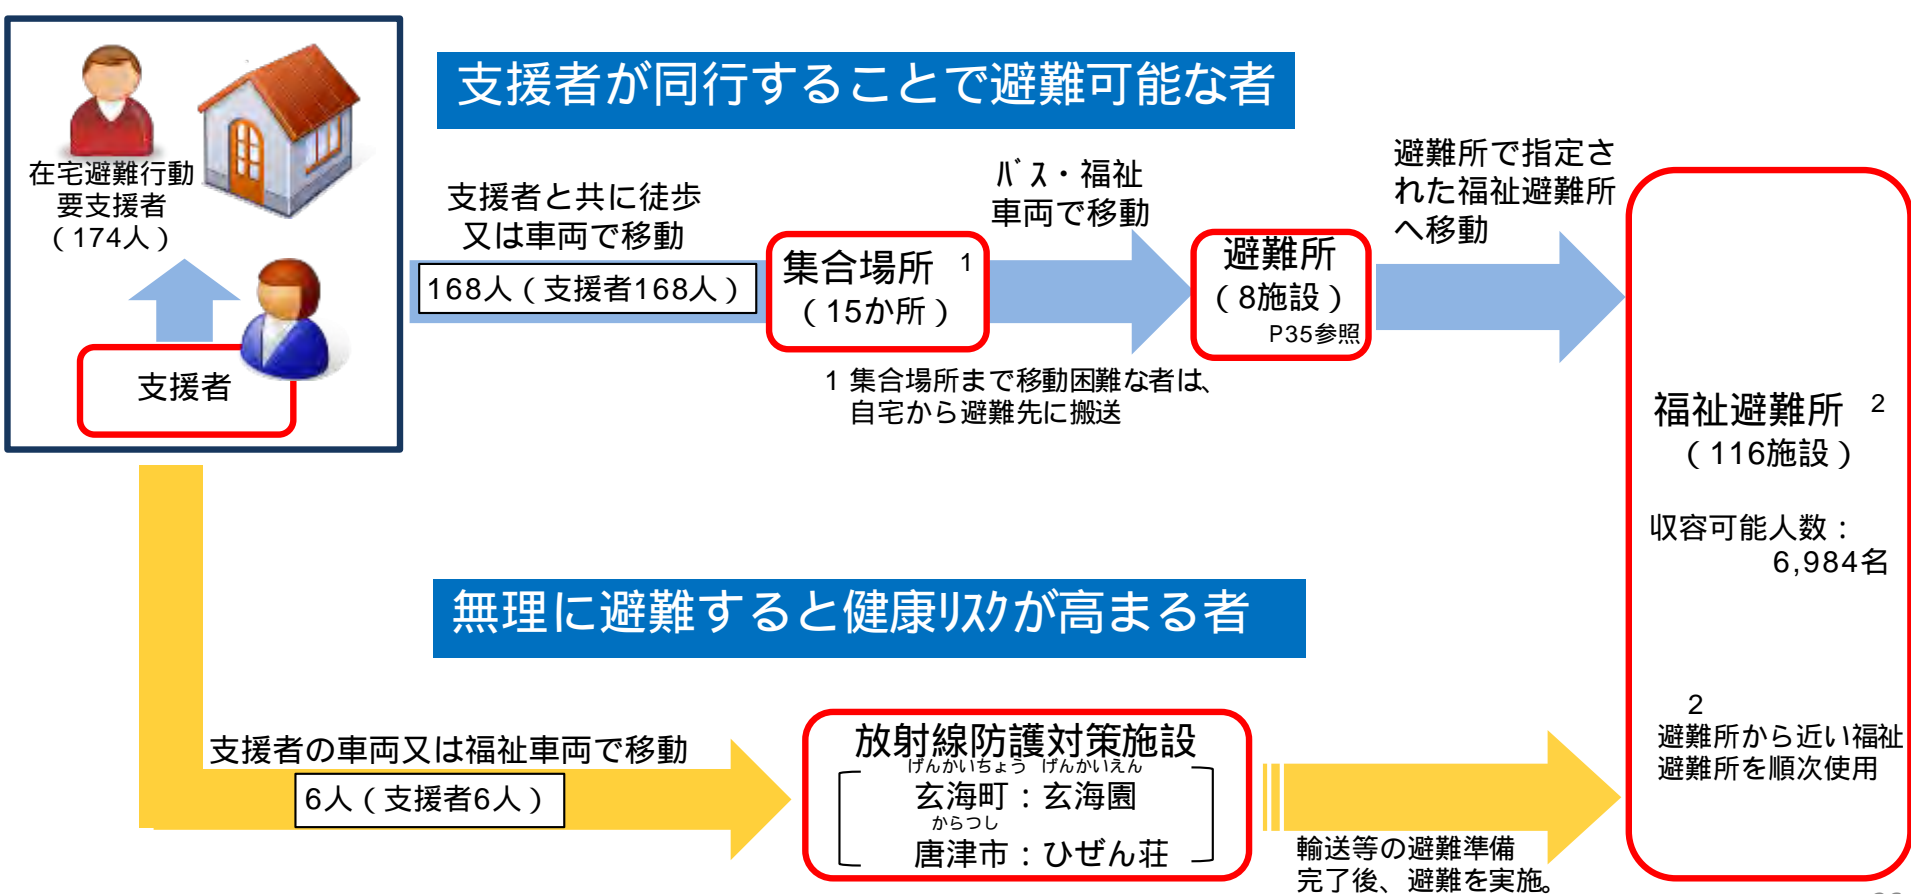 支援者が同行することで避難可能な者
在宅避難行動
要支援者
(174人)
支援者
支援者と共に徒歩
又は車両で移動
168人(支援者168人)
集合場所 1
(15か所)
バス・福祉
車両で移動
避難所
(8施設)
P35参照
避難所で指定さ
れた福祉避難所
へ移動
1 集合場所まで移動困難な者は、
自宅から避難先に搬送
福祉避難所 2
(116施設)
収容可能人数:
6,984名
2
避難所から近い福祉
避難所を順次使用
無理に避難すると健康リスクが高まる者
支援者の車両又は福祉車両で移動
6人(支援者6人)
放射線防護対策施設
げんかいちょう げんかいえん
玄海町:玄海園
からつし
唐津市:ひぜん荘
輸送等の避難準備
完了後、避難を実施。